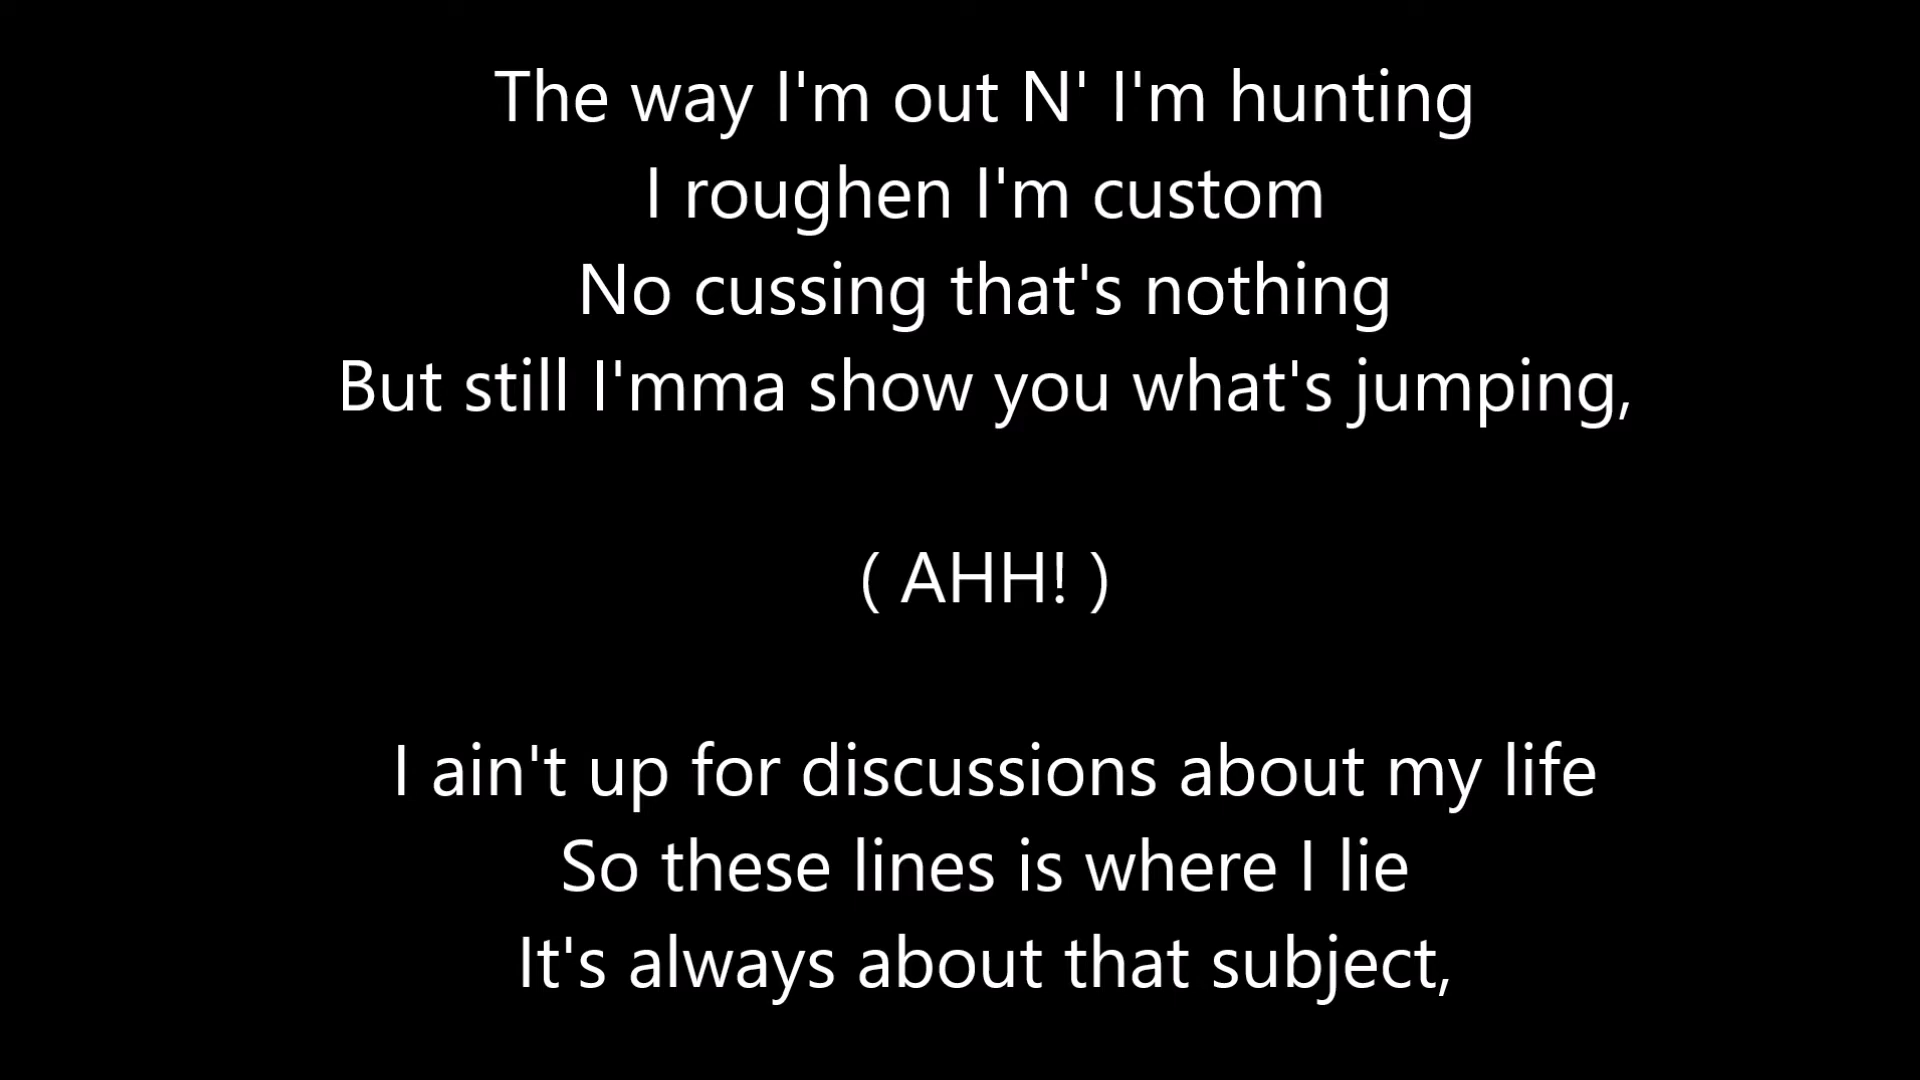 The way I'm out N' I'm hunting
I roughen I'm custom
No cussing that's nothing
But still I'mma show you what's jumping,
( AHH! )
I ain't up for discussions about my life
So these lines is where I lie
It's always about that subject,